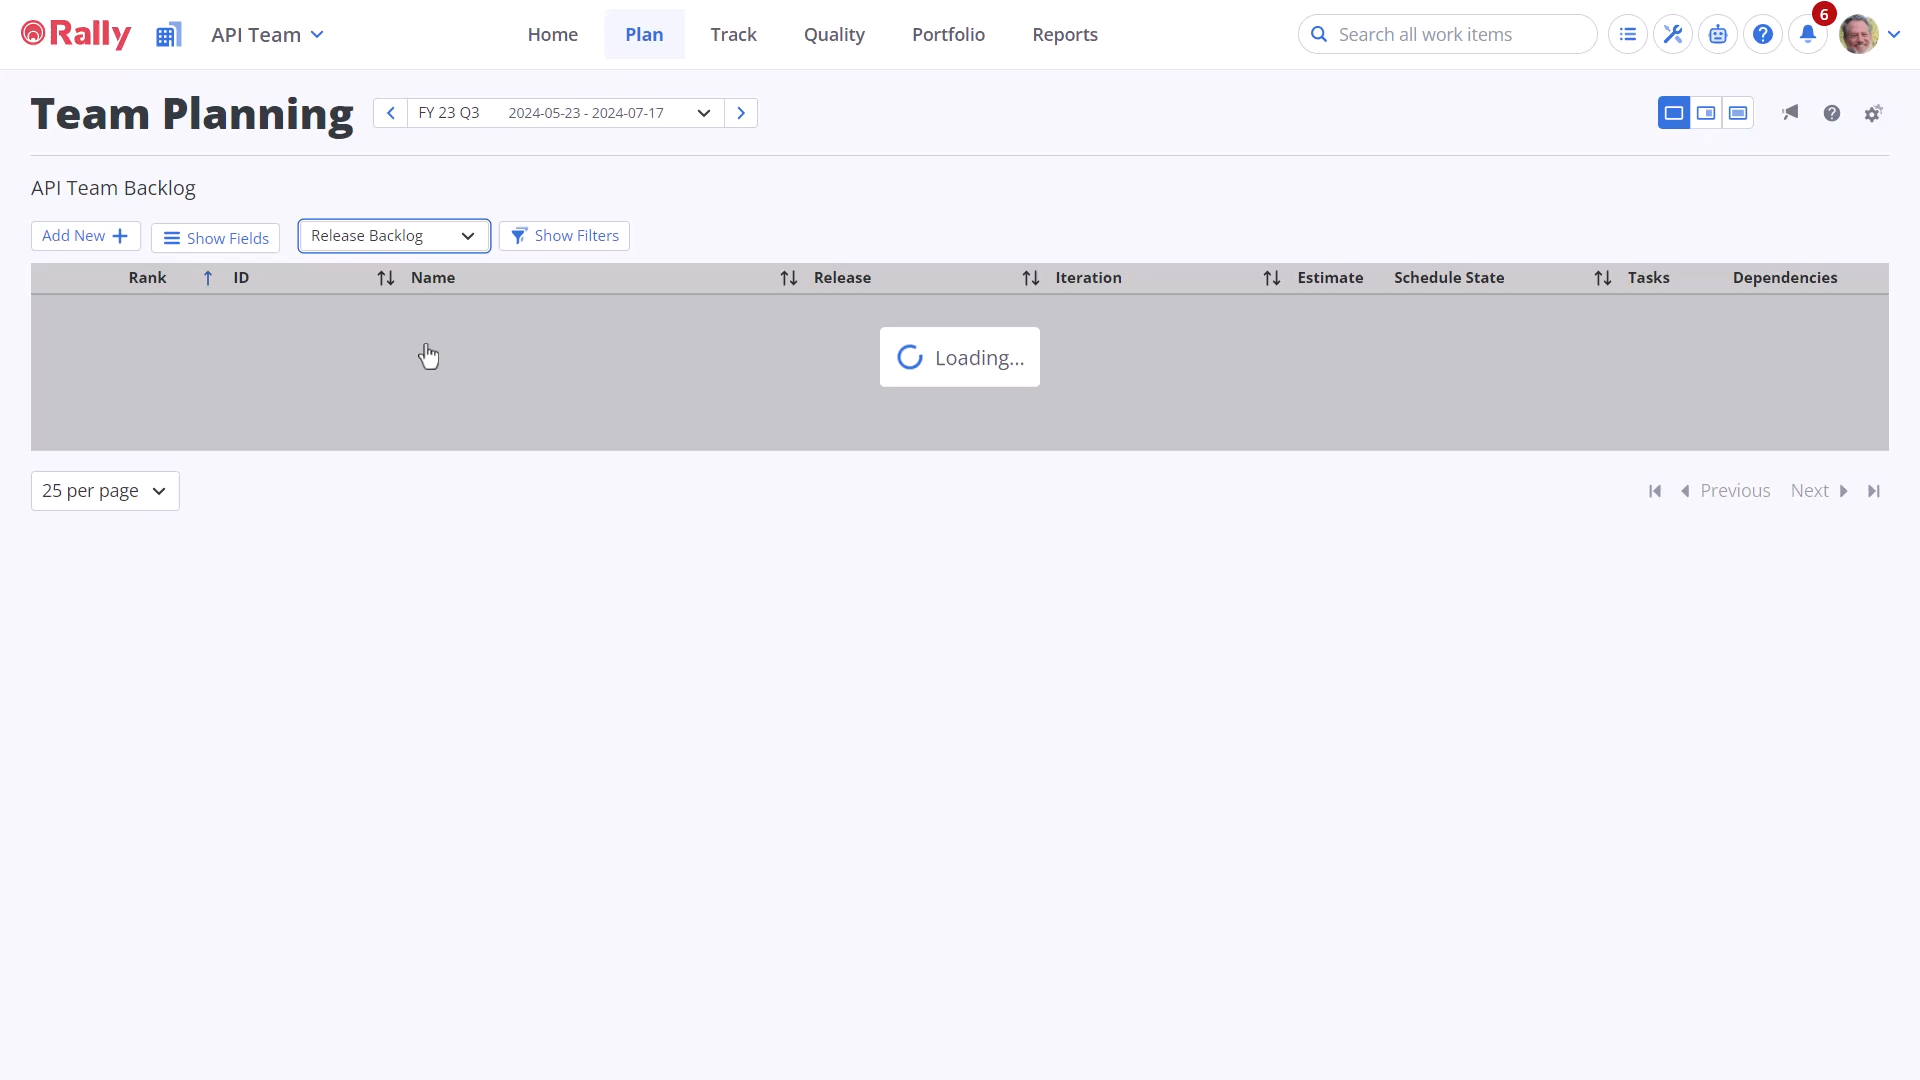 Rally API Team Home Plan Track Quality Portfolio Reports Search all work items 6
Team Planning FY 23 Q3 2024-05-23 - 2024-07-17
API Team Backlog
Add New Show Fields Release Backlog Show Filters
Rank ID Name Release Iteration Estimate Schedule State Tasks Dependencies
Loading...
25 per page Previous Next